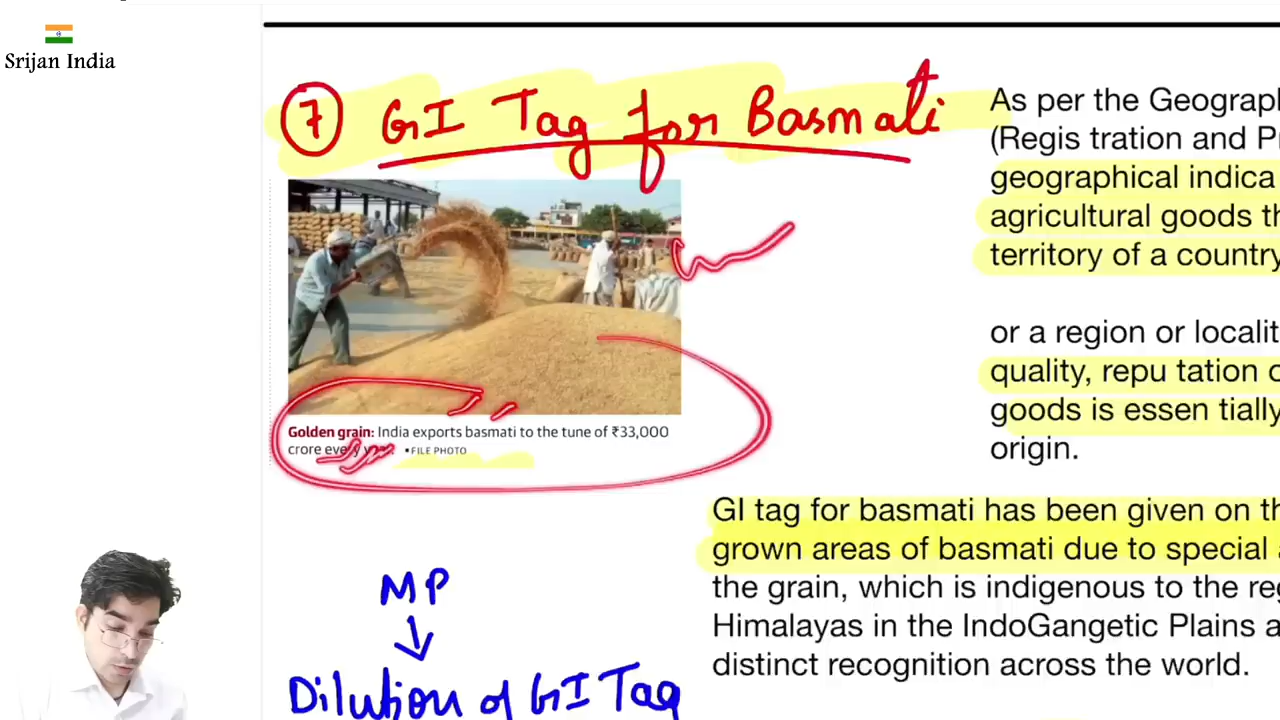 Srijan India
7 GI Tag for Basmati
Golden grain: India exports basmati to the tune of ₹33,000
crore every year. ▪FILE PHOTO
MP
Dilution of GI Tag
As per the Geograp
(Regis tration and P
geographical indica
agricultural goods th
territory of a country
or a region or localit
quality, repu tation o
goods is essen tially
origin.
GI tag for basmati has been given on th
grown areas of basmati due to special a
the grain, which is indigenous to the reg
Himalayas in the IndoGangetic Plains a
distinct recognition across the world.